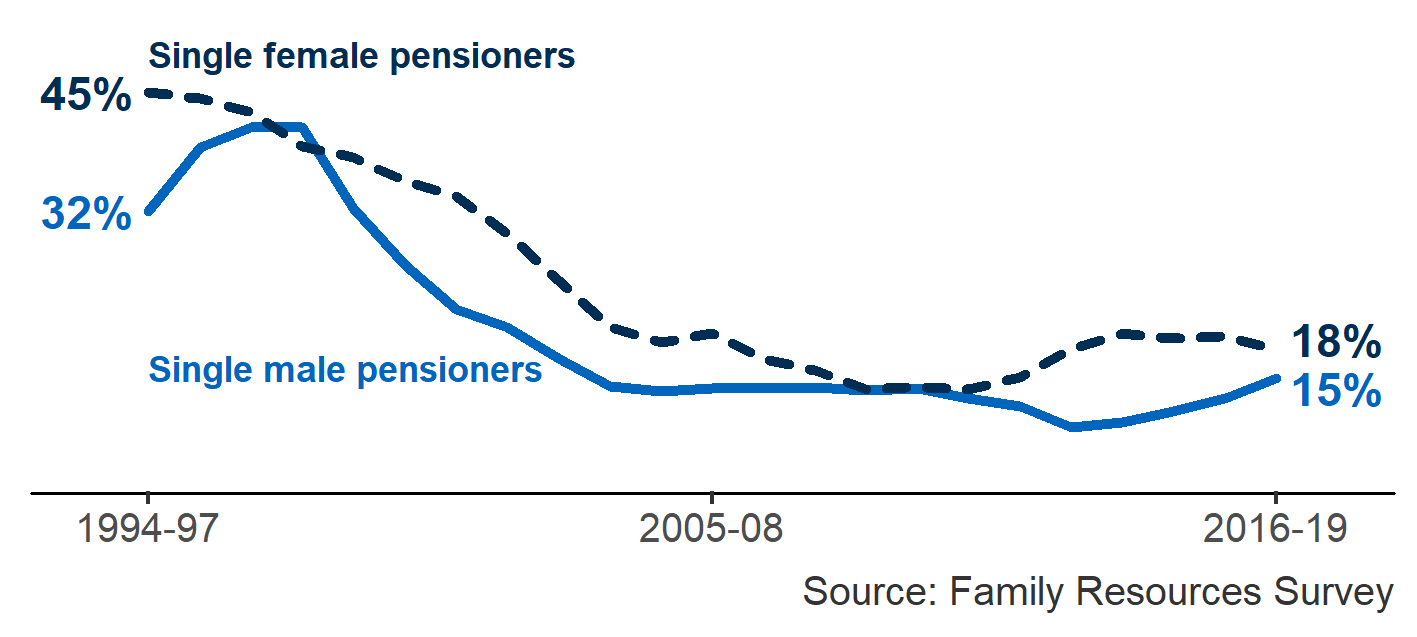 Single female pensioners
45%
32%
Single male pensioners
18%
15%
1994-97 2005-08 2016-19
Source: Family Resources Survey